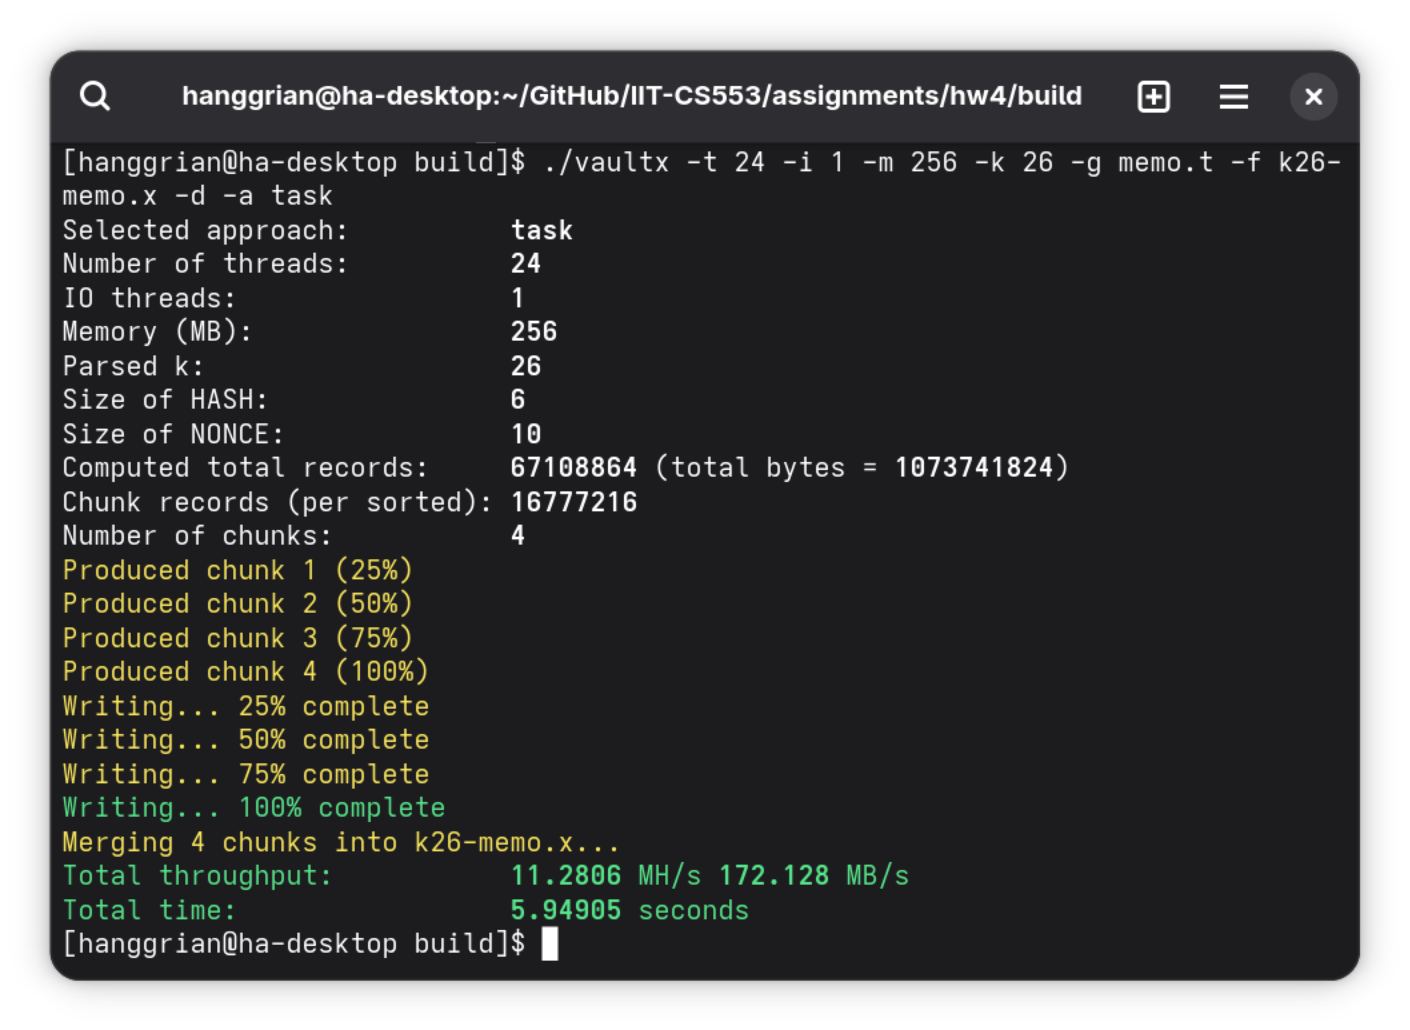 hanggrian@ha-desktop:~/GitHub/IIT-CS553/assignments/hw4/build
[hanggrian@ha-desktop build]$ ./vaultx -t 24 -i 1 -m 256 -k 26 -g memo.t -f k26-
memo.x -d -a task
Selected approach: task
Number of threads: 24
IO threads: 1
Memory (MB): 256
Parsed k: 26
Size of HASH: 6
Size of NONCE: 10
Computed total records: 67108864 (total bytes = 1073741824)
Chunk records (per sorted): 16777216
Number of chunks: 4
Produced chunk 1 (25%)
Produced chunk 2 (50%)
Produced chunk 3 (75%)
Produced chunk 4 (100%)
Writing... 25% complete
Writing... 50% complete
Writing... 75% complete
Writing... 100% complete
Merging 4 chunks into k26-memo.x...
Total throughput: 11.2806 MH/s 172.128 MB/s
Total time: 5.94905 seconds
[hanggrian@ha-desktop build]$